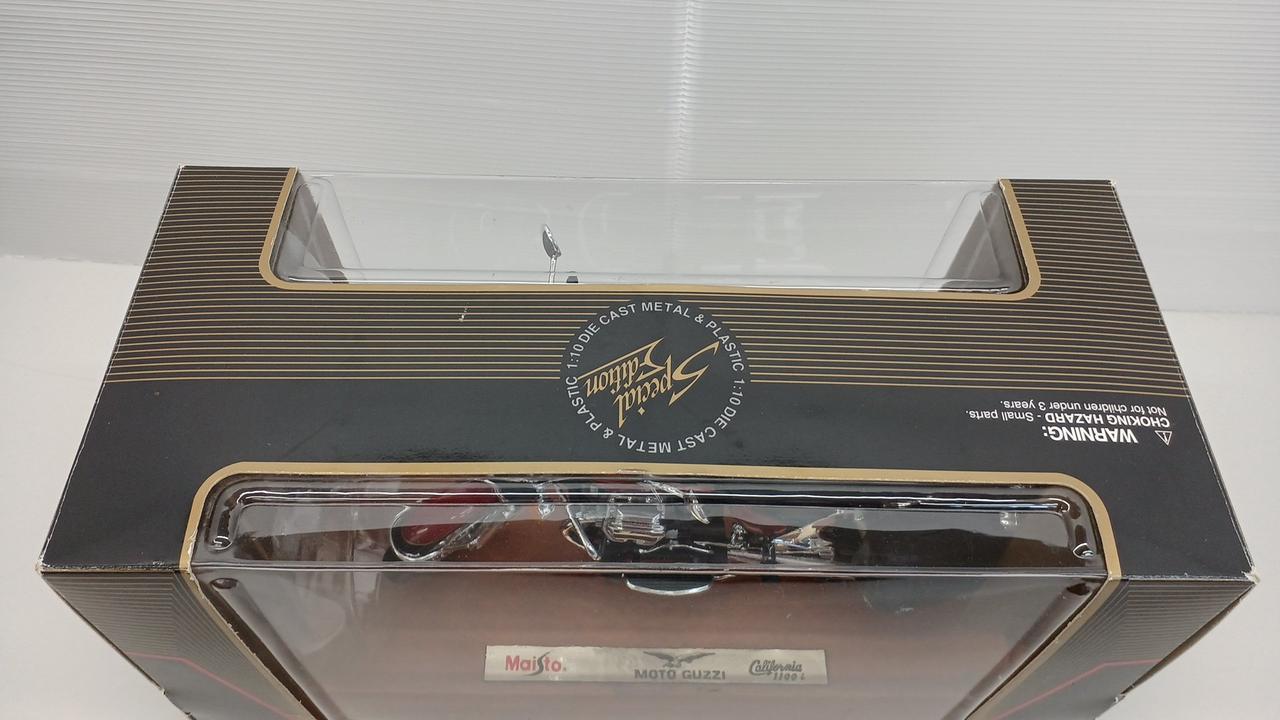 1:10 DIE CAST METAL & PLASTIC 1:10 DIE CAST METAL & PLASTIC
Special
Edition
WARNING:
CHOKING HAZARD - Small parts.
Not for children under 3 years.
Maisto.
MOTO GUZZI
California
1100i